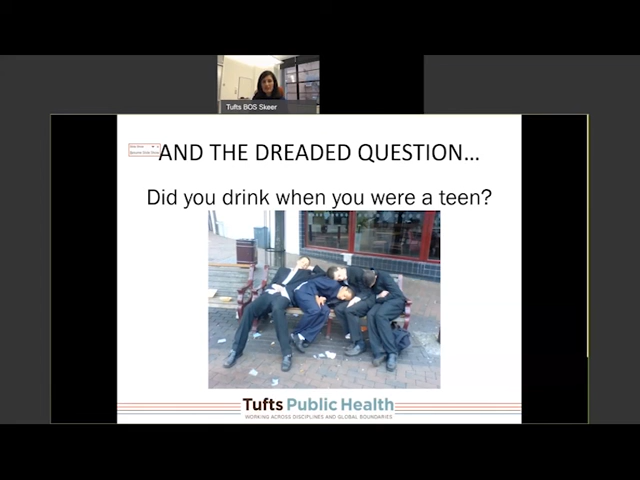 Tufts BOS Skeer
AND THE DREADED QUESTION...
Did you drink when you were a teen?
Tufts Public Health
WORKING ACROSS DISCIPLINES AND GLOBAL BOUNDARIES